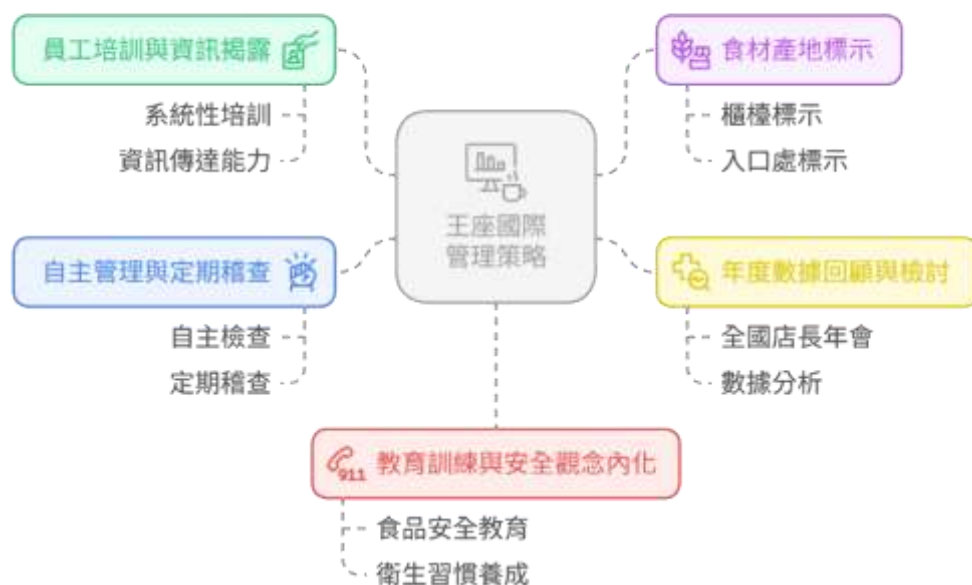 員工培訓與資訊揭露
系統性培訓
資訊傳達能力
食材產地標示
櫃檯標示
入口處標示
王座國際
管理策略
自主管理與定期稽查
自主檢查
定期稽查
年度數據回顧與檢討
全國店長年會
數據分析
911
教育訓練與安全觀念內化
食品安全教育
衛生習慣養成